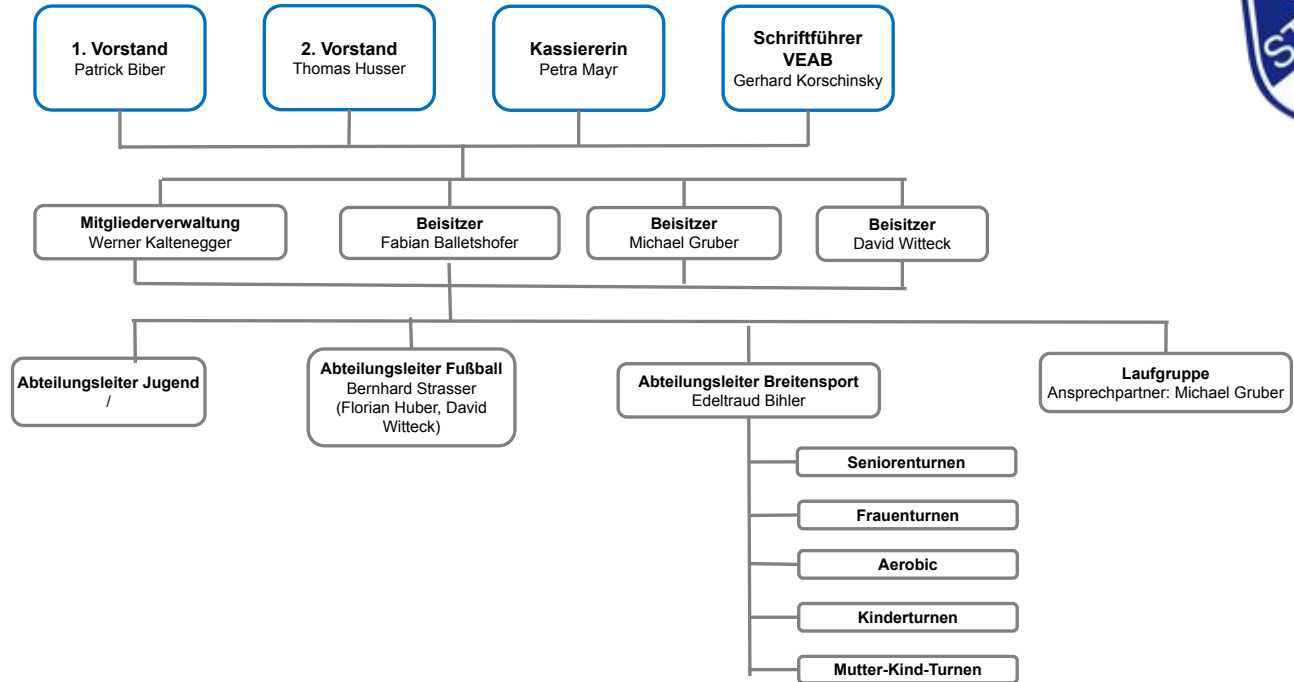 1. Vorstand
Patrick Biber
2. Vorstand
Thomas Husser
Kassiererin
Petra Mayr
Schriftführer
VEAB
Gerhard Korschinsky
ST
Mitgliederverwaltung
Werner Kaltenegger
Beisitzer
Fabian Balletshofer
Beisitzer
Michael Gruber
Beisitzer
David Witteck
Abteilungsleiter Jugend
/
Abteilungsleiter Fußball
Bernhard Strasser
(Florian Huber, David
Witteck)
Abteilungsleiter Breitensport
Edeltraud Bihler
Laufgruppe
Ansprechpartner: Michael Gruber
Seniorenturnen
Frauenturnen
Aerobic
Kinderturnen
Mutter-Kind-Turnen